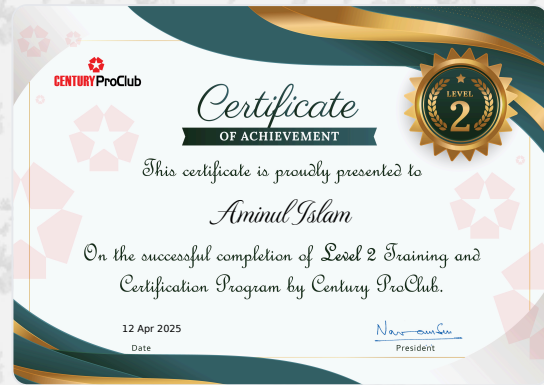 CENTURY ProClub
Certificate
OF ACHIEVEMENT
LEVEL
2
This certificate is proudly presented to
Aminul Islam
On the successful completion of Level 2 Training and
Certification Program by Century ProClub.
12 Apr 2025
Date
President